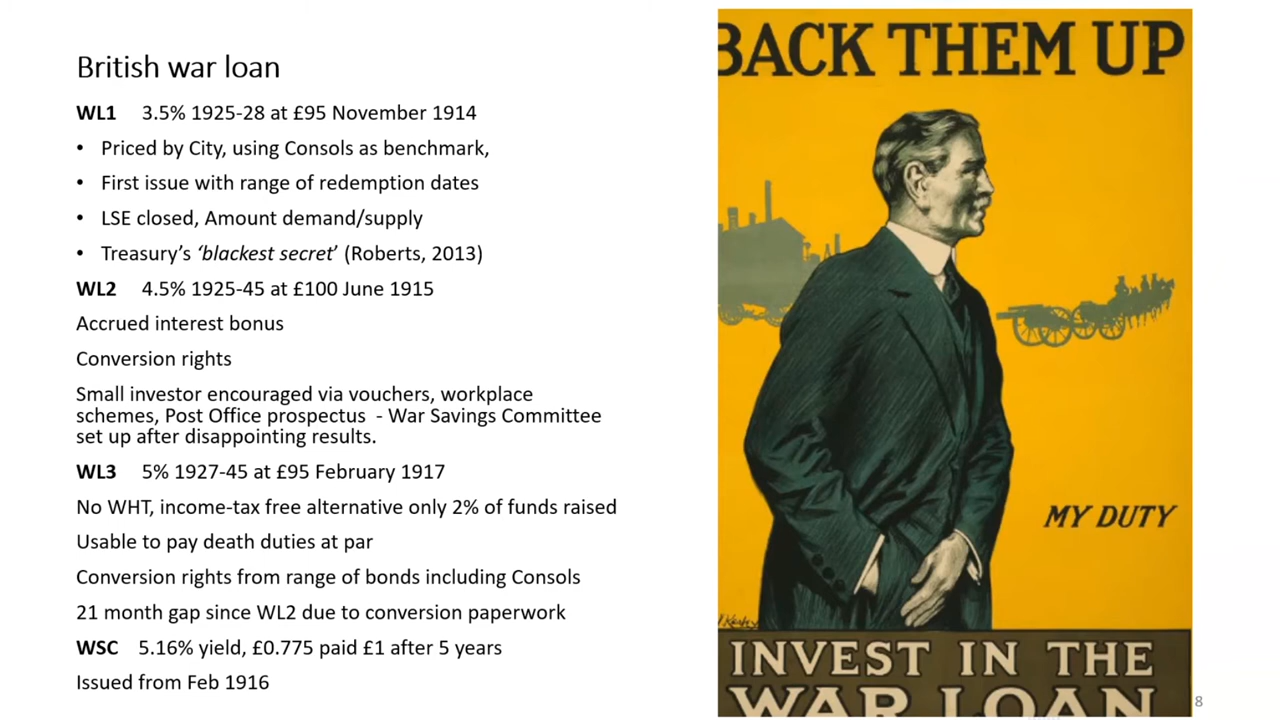 British war loan
WL1 3.5% 1925-28 at £95 November 1914
• Priced by City, using Consols as benchmark,
• First issue with range of redemption dates
• LSE closed, Amount demand/supply
• Treasury’s ‘blackest secret’ (Roberts, 2013)
WL2 4.5% 1925-45 at £100 June 1915
Accrued interest bonus
Conversion rights
Small investor encouraged via vouchers, workplace
schemes, Post Office prospectus - War Savings Committee
set up after disappointing results.
WL3 5% 1927-45 at £95 February 1917
No WHT, income-tax free alternative only 2% of funds raised
Usable to pay death duties at par
Conversion rights from range of bonds including Consols
21 month gap since WL2 due to conversion paperwork
WSC 5.16% yield, £0.775 paid £1 after 5 years
Issued from Feb 1916
BACK THEM UP
MY DUTY
INVEST IN THE
WAR LOAN
8